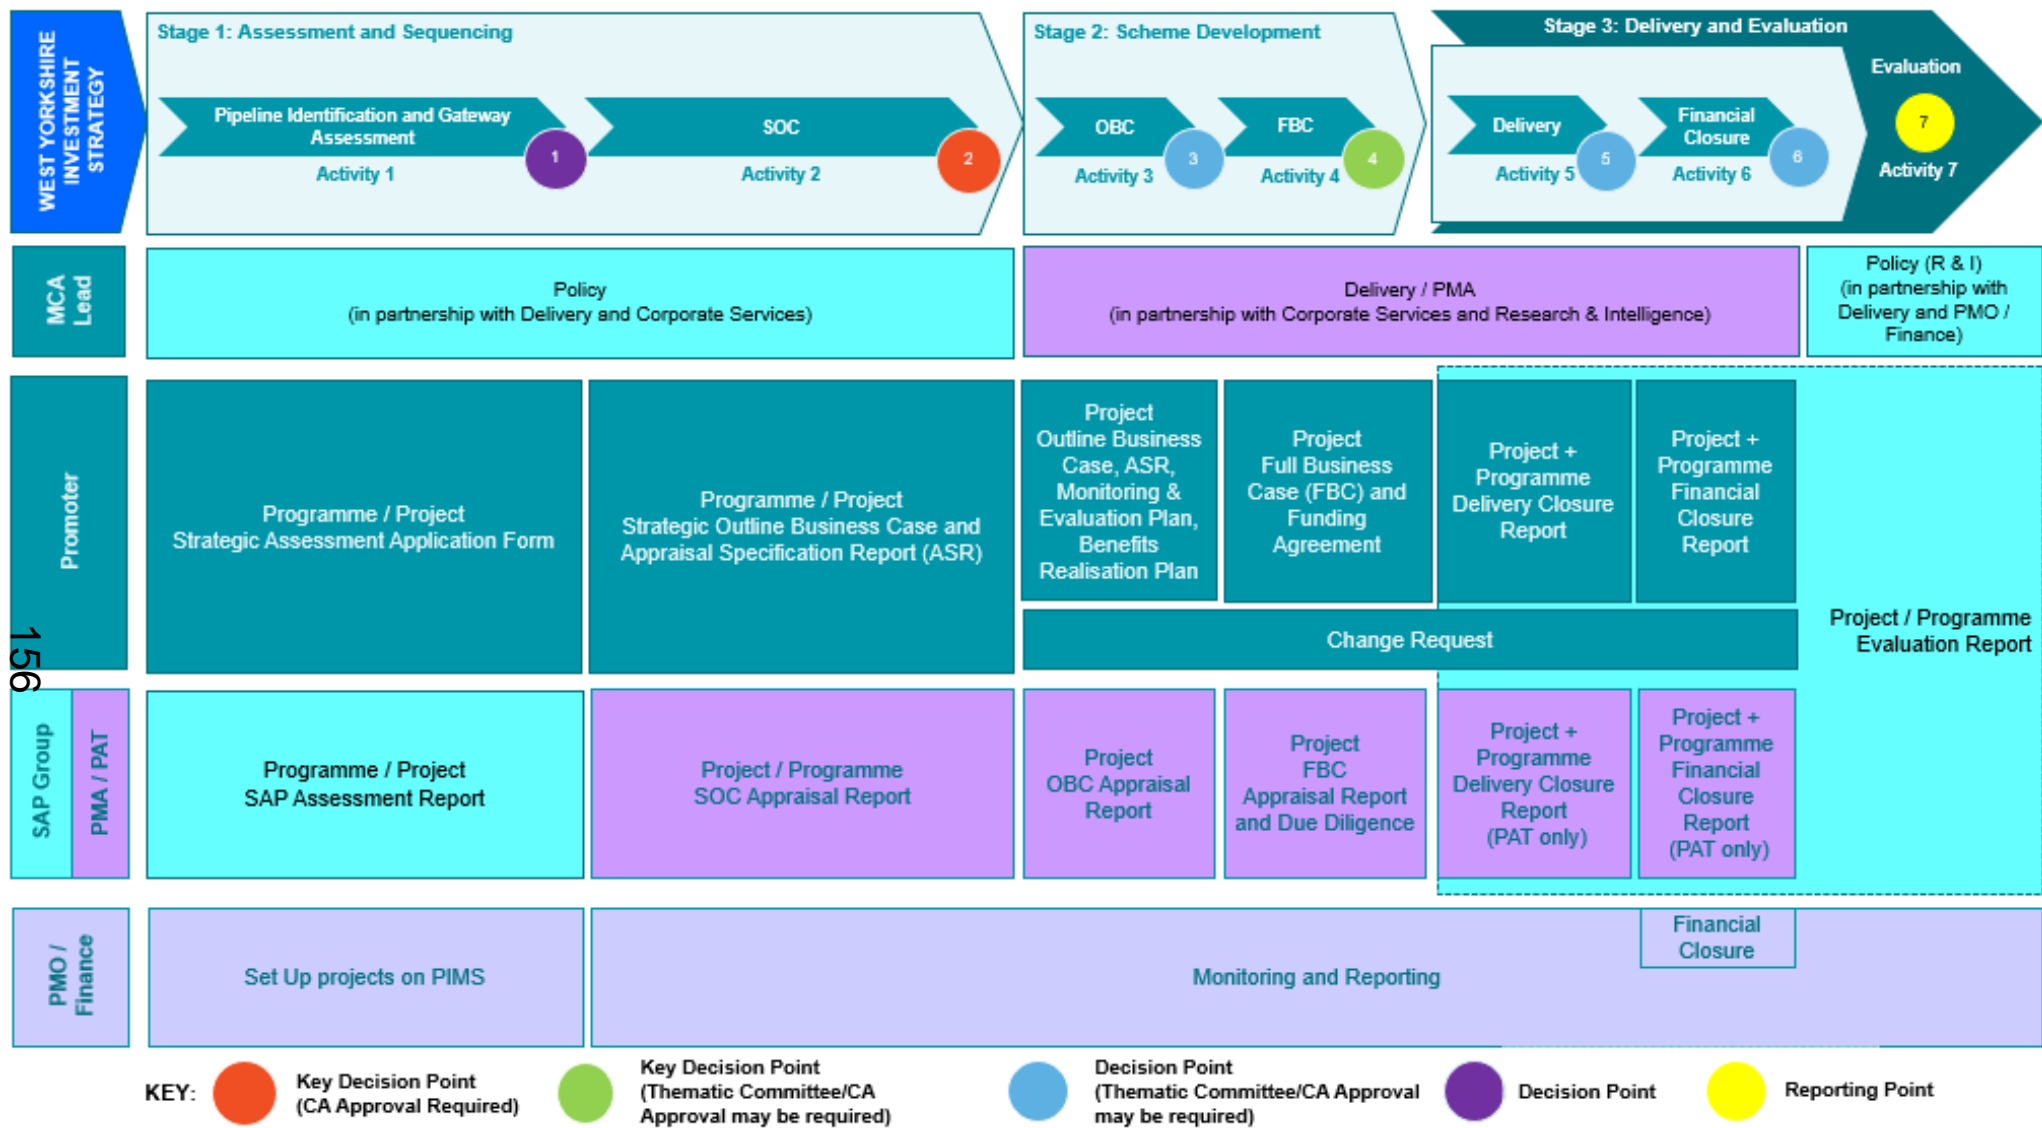 WEST YORKSHIRE
INVESTMENT
STRATEGY
Stage 1: Assessment and Sequencing
Pipeline Identification and Gateway
Assessment
1
Activity 1
SOC
2
Activity 2
Stage 2: Scheme Development
OBC
3
Activity 3
FBC
4
Activity 4
Stage 3: Delivery and Evaluation
Delivery
5
Activity 5
Financial
Closure
6
Activity 6
Evaluation
7
Activity 7
MCA
Lead
Policy
(in partnership with Delivery and Corporate Services)
Delivery / PMA
(in partnership with Corporate Services and Research & Intelligence)
Policy (R & I)
(in partnership with
Delivery and PMO /
Finance)
Promoter
Programme / Project
Strategic Assessment Application Form
Programme / Project
Strategic Outline Business Case and
Appraisal Specification Report (ASR)
Project
Outline Business
Case, ASR,
Monitoring &
Evaluation Plan,
Benefits
Realisation Plan
Project
Full Business
Case (FBC) and
Funding
Agreement
Project +
Programme
Delivery Closure
Report
Project +
Programme
Financial
Closure
Report
Change Request
Project / Programme
Evaluation Report
156
SAP Group
PMA / PAT
Programme / Project
SAP Assessment Report
Project / Programme
SOC Appraisal Report
Project
OBC Appraisal
Report
Project
FBC
Appraisal Report
and Due Diligence
Project +
Programme
Delivery Closure
Report
(PAT only)
Project +
Programme
Financial
Closure
Report
(PAT only)
PMO /
Finance
Set Up projects on PIMS
Monitoring and Reporting
Financial
Closure
KEY:
Key Decision Point
(CA Approval Required)
Key Decision Point
(Thematic Committee/CA
Approval may be required)
Decision Point
(Thematic Committee/CA Approval
may be required)
Decision Point
Reporting Point